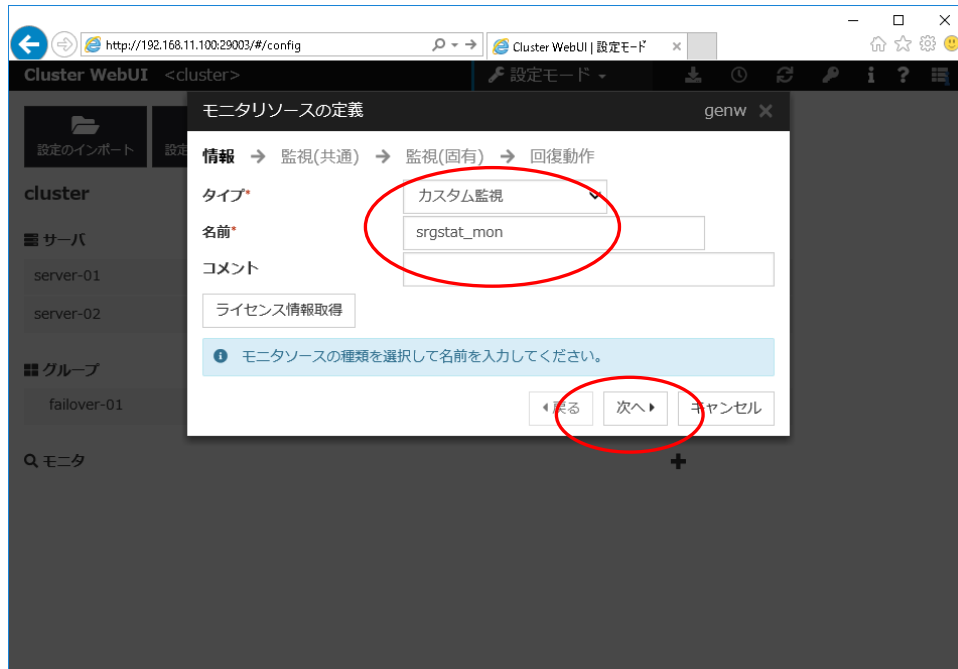 http://192.168.11.100:29003/#/config
Cluster WebUI | 設定モード
Cluster WebUI <cluster>
設定モード
設定のインポート
設定
モニタリソースの定義
genw
情報 → 監視(共通) → 監視(固有) → 回復動作
cluster
タイプ*
カスタム監視
名前*
srgstat_mon
サーバ
コメント
server-01
ライセンス情報取得
server-02
モニタソースの種類を選択して名前を入力してください。
グループ
failover-01
戻る
次へ
キャンセル
モニタ